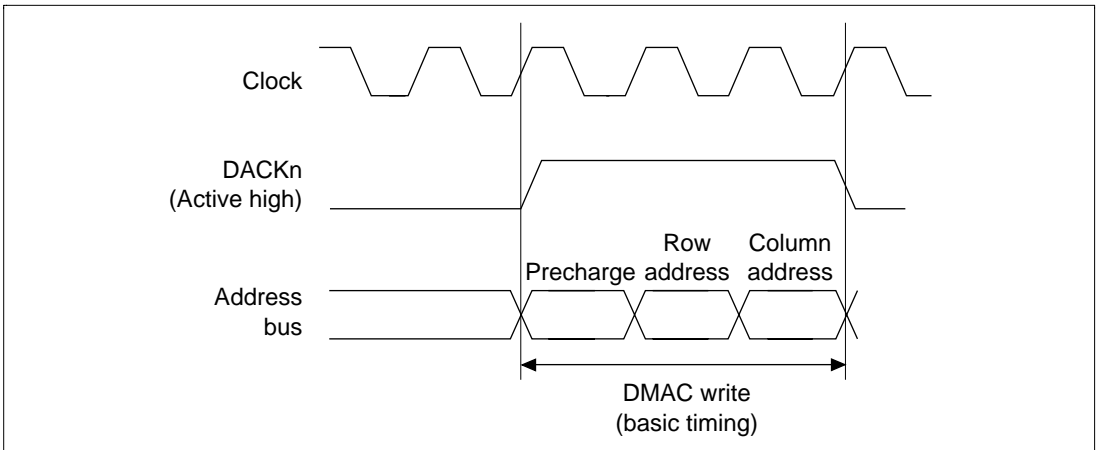 Clock
DACKn
(Active high)
Row
address
Column
address
Precharge
Address
bus
DMAC write
(basic timing)